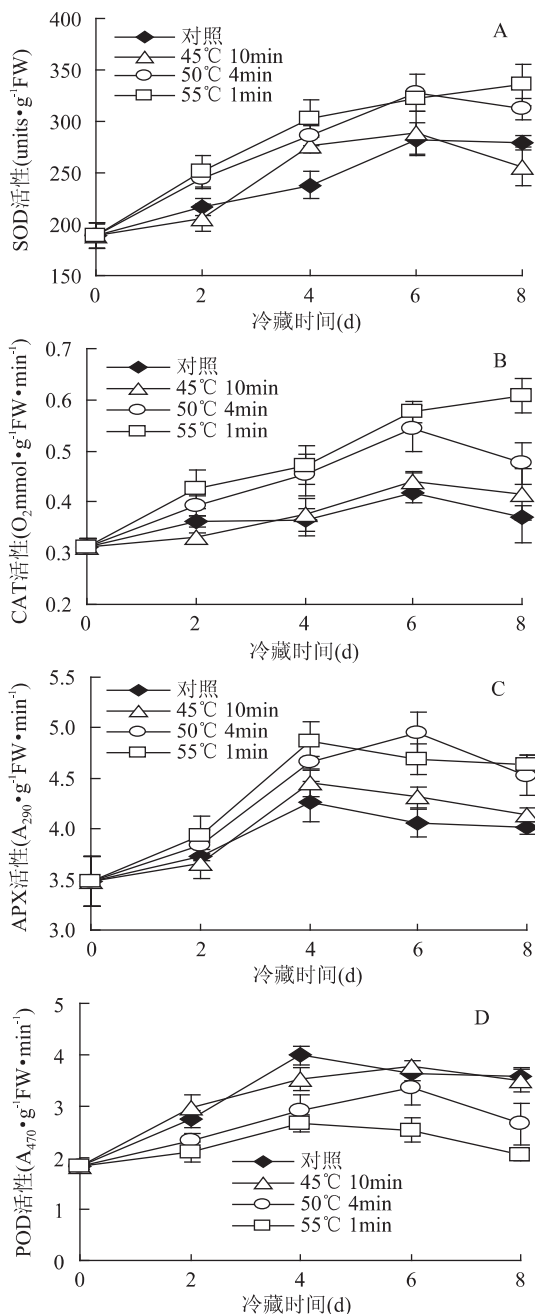 400
A
对照
45℃ 10min
350
50℃ 4min
55℃ 1min
300
250
200
150
SOD活性(units•g⁻¹FW)
0 2 4 6 8
冷藏时间(d)
0.7
B
对照
45℃ 10min
0.6
50℃ 4min
55℃ 1min
0.5
0.4
0.3
0.2
CAT活性(O₂mmol•g⁻¹FW•min⁻¹)
0 2 4 6 8
冷藏时间(d)
5.5
C
对照
45℃ 10min
5.0
50℃ 4min
55℃ 1min
4.5
4.0
3.5
3.0
APX活性(A₂₉₀•g⁻¹FW•min⁻¹)
0 2 4 6 8
冷藏时间(d)
5
D
4
3
2
对照
45℃ 10min
1
50℃ 4min
55℃ 1min
0
POD活性(A₄₇₀•g⁻¹FW•min⁻¹)
0 2 4 6 8
冷藏时间(d)